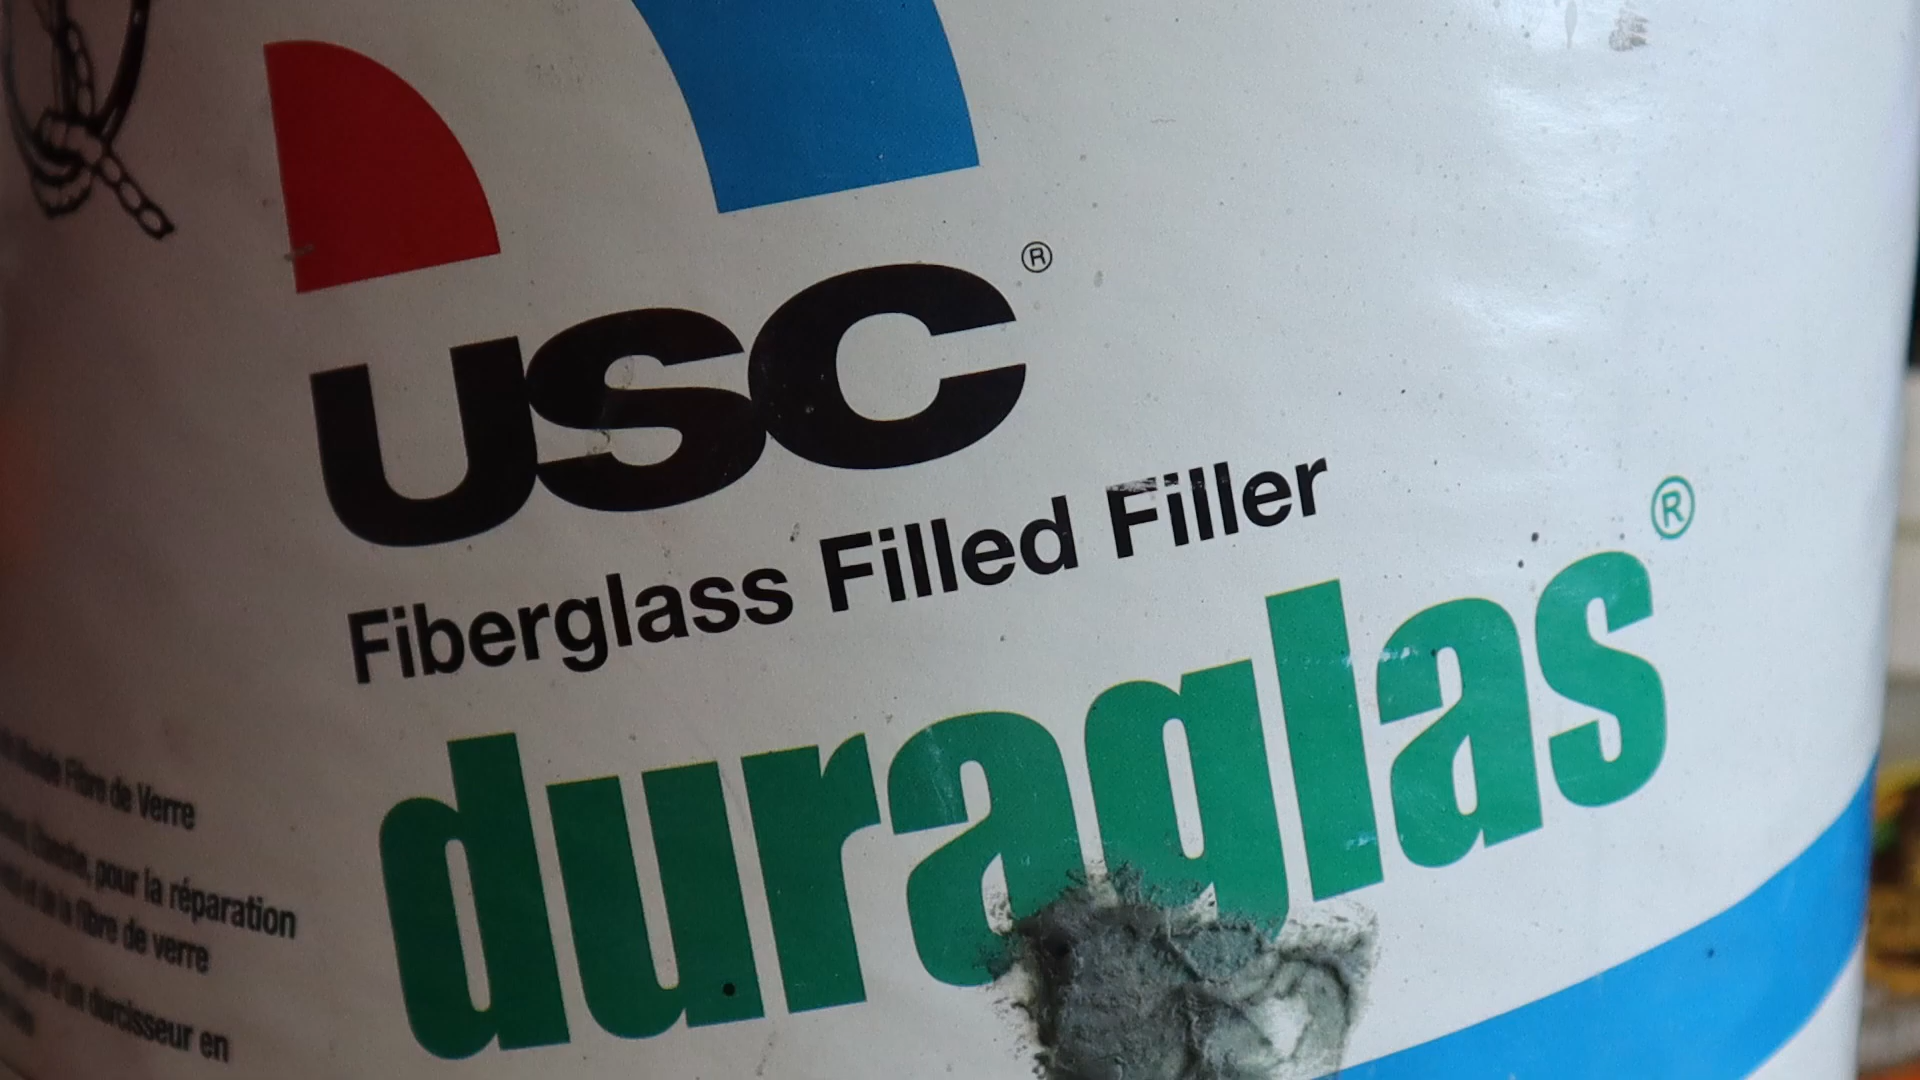 USC®
Fiberglass Filled Filler
duraglas®
Fibre de Verre
pour la réparation
et de la fibre de verre
d'un durcisseur en